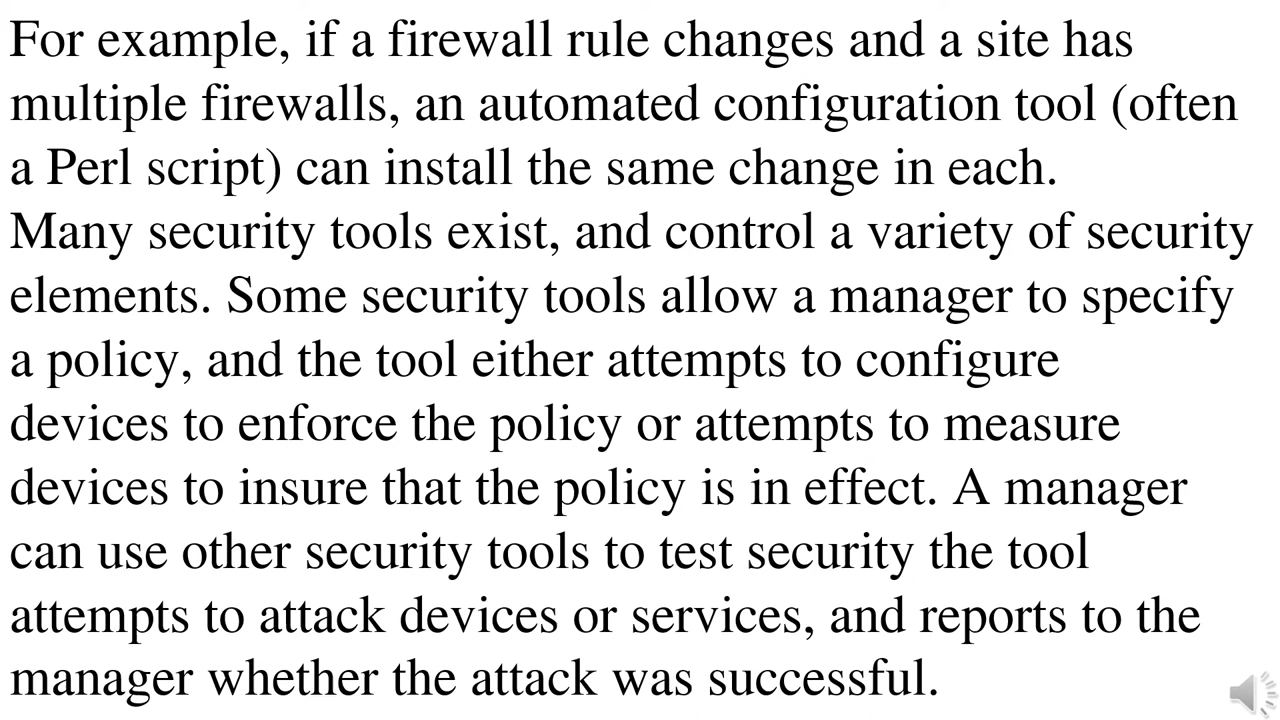 For example, if a firewall rule changes and a site has
multiple firewalls, an automated configuration tool (often
a Perl script) can install the same change in each.
Many security tools exist, and control a variety of security
elements. Some security tools allow a manager to specify
a policy, and the tool either attempts to configure
devices to enforce the policy or attempts to measure
devices to insure that the policy is in effect. A manager
can use other security tools to test security the tool
attempts to attack devices or services, and reports to the
manager whether the attack was successful.